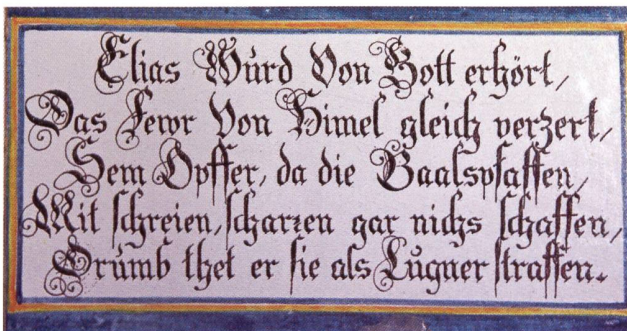 Elias Würd Von Gott erhört,
Das Fewr Von Himel gleich verzert,
Sein Opffer, da die Baalspfaffen,
Mit schreien, scharren gar nichs schaffen,
Drumb thet er sie als Lügner straffen.